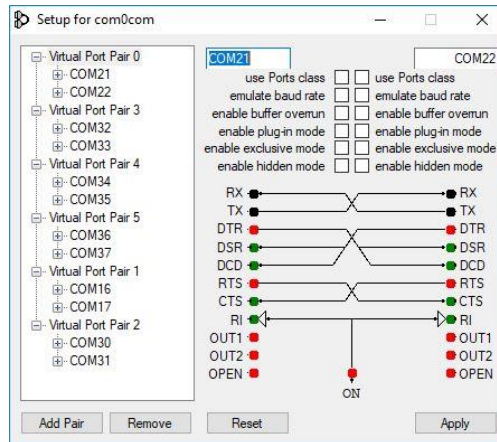 Setup for com0com
Virtual Port Pair 0
COM21
COM22
Virtual Port Pair 3
COM32
COM33
Virtual Port Pair 4
COM34
COM35
Virtual Port Pair 5
COM36
COM37
Virtual Port Pair 1
COM16
COM17
Virtual Port Pair 2
COM30
COM31
COM21 COM22
use Ports class use Ports class
emulate baud rate emulate baud rate
enable buffer overrun enable buffer overrun
enable plug-in mode enable plug-in mode
enable exclusive mode enable exclusive mode
enable hidden mode enable hidden mode
RX RX
TX TX
DTR DTR
DSR DSR
DCD DCD
RTS RTS
CTS CTS
RI RI
OUT1 OUT1
OUT2 OUT2
OPEN OPEN
ON
Add Pair Remove Reset Apply